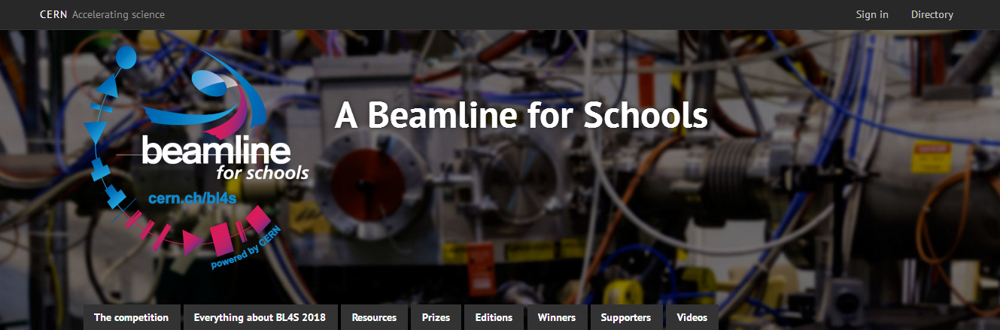 CERN Accelerating science
Sign in
Directory
A Beamline for Schools
beamline
for schools
cern.ch/bl4s
powered by CERN
The competition
Everything about BL4S 2018
Resources
Prizes
Editions
Winners
Supporters
Videos